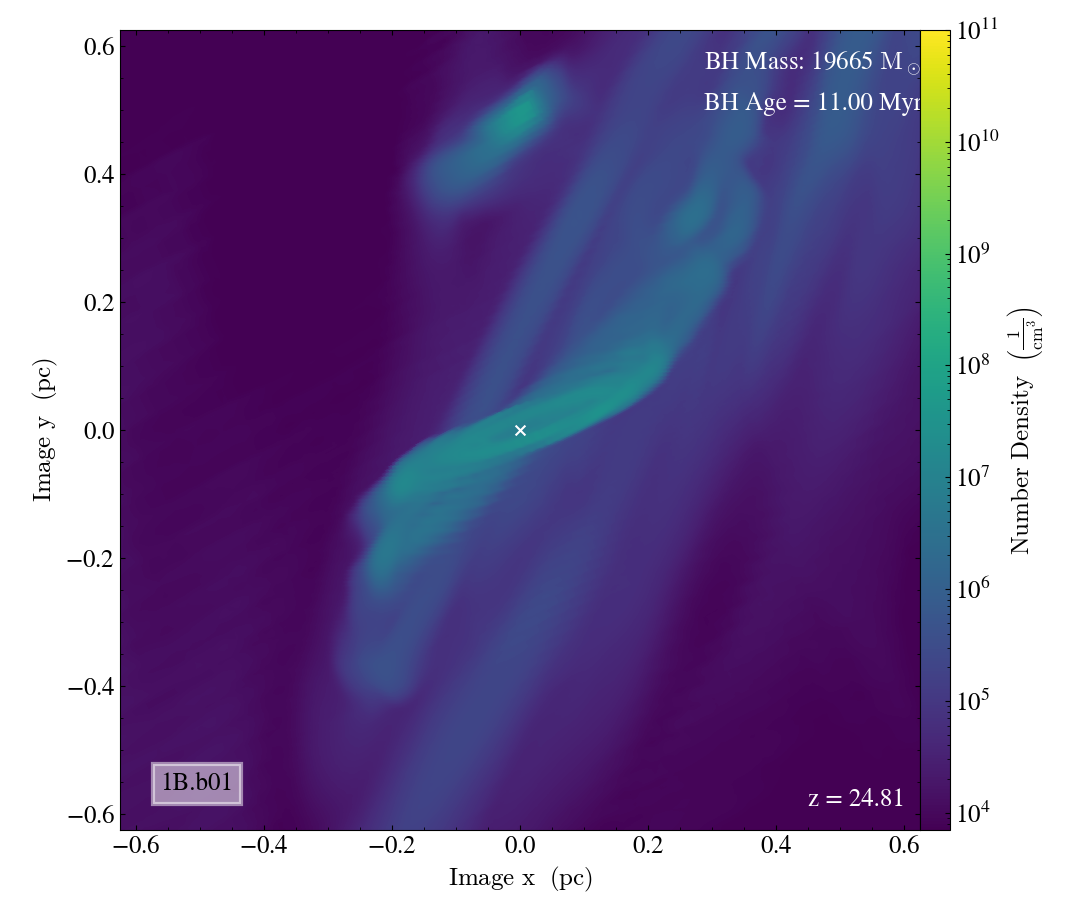 BH Mass: 19665 M☉
BH Age = 11.00 Myr
1B.b01
z = 24.81
Image y (pc)
0.6
0.4
0.2
0.0
−0.2
−0.4
−0.6
−0.6 −0.4 −0.2 0.0 0.2 0.4 0.6
Image x (pc)
10^11
10^10
10^9
10^8
10^7
10^6
10^5
10^4
Number Density (1/cm^3)